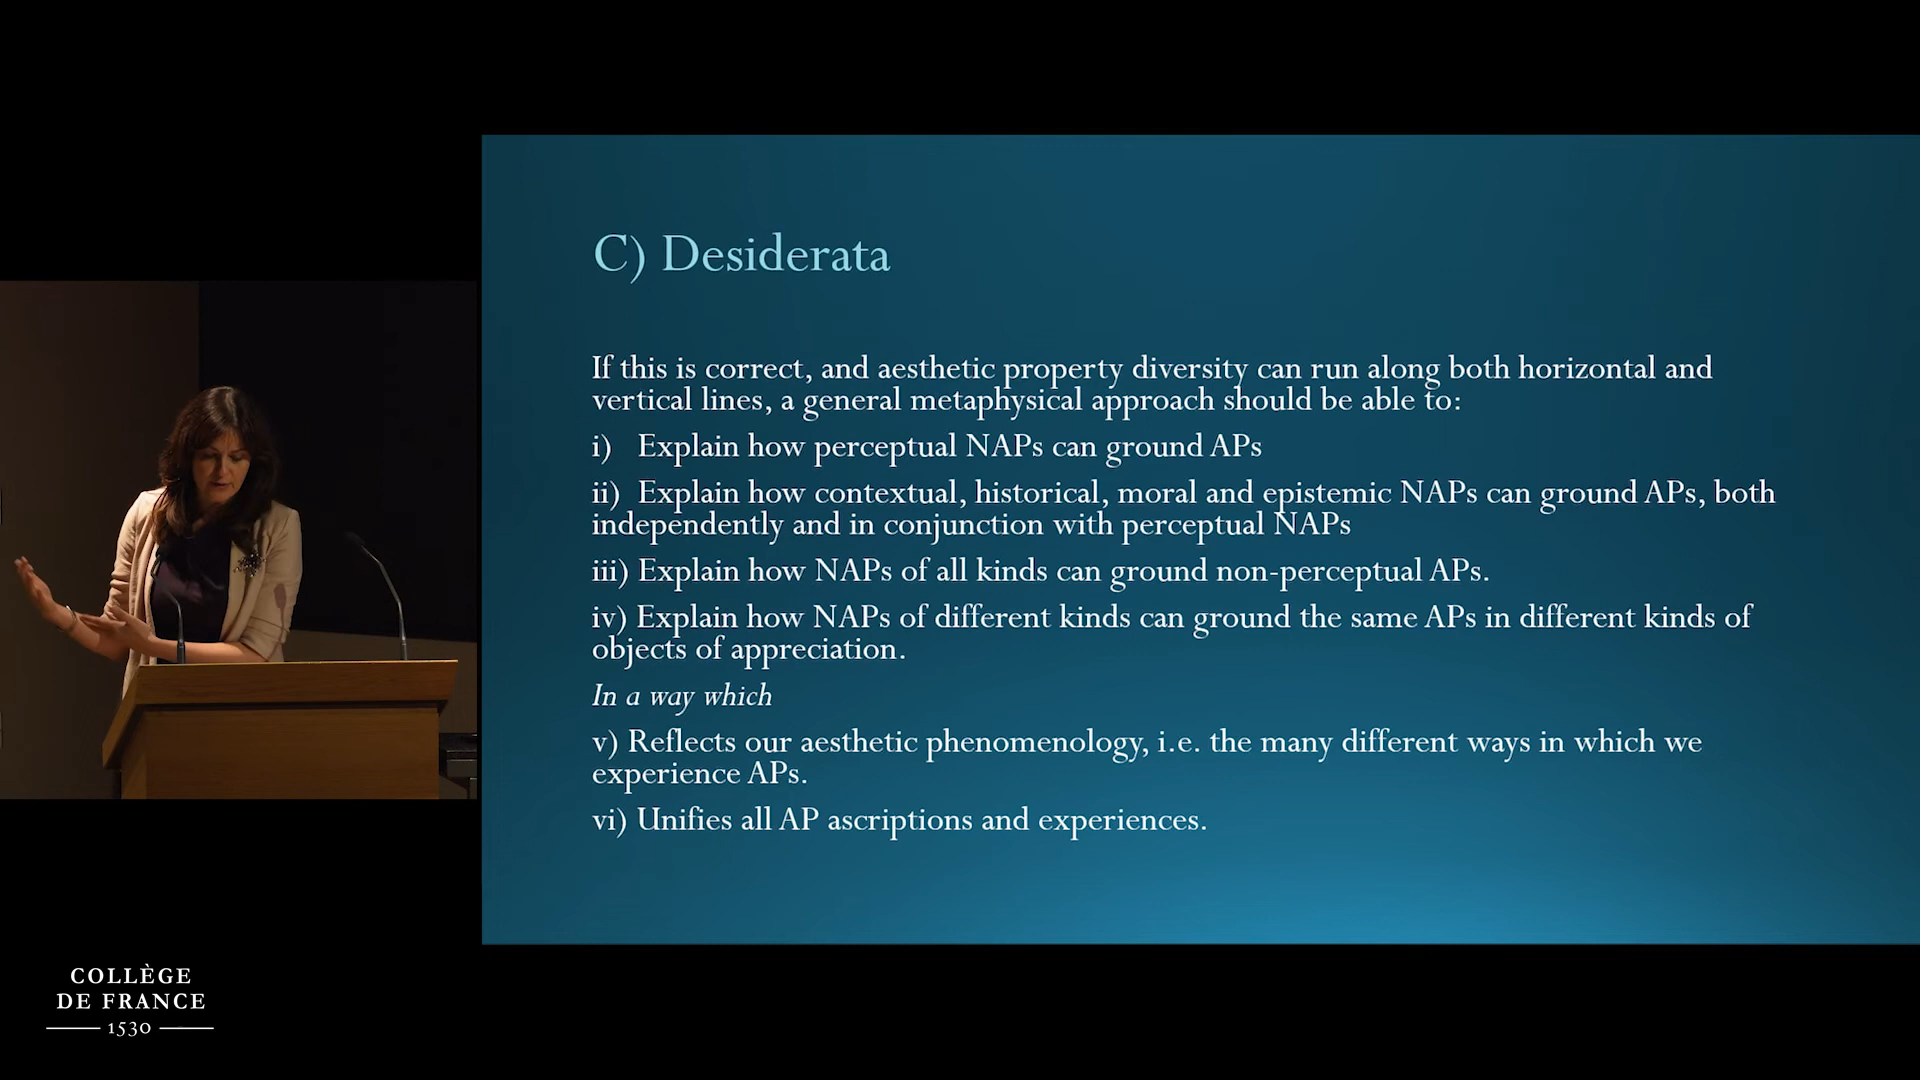 C) Desiderata
If this is correct, and aesthetic property diversity can run along both horizontal and
vertical lines, a general metaphysical approach should be able to:
i) Explain how perceptual NAPs can ground APs
ii) Explain how contextual, historical, moral and epistemic NAPs can ground APs, both
independently and in conjunction with perceptual NAPs
iii) Explain how NAPs of all kinds can ground non-perceptual APs.
iv) Explain how NAPs of different kinds can ground the same APs in different kinds of
objects of appreciation.
In a way which
v) Reflects our aesthetic phenomenology, i.e. the many different ways in which we
experience APs.
vi) Unifies all AP ascriptions and experiences.
COLLÈGE
DE FRANCE
1530